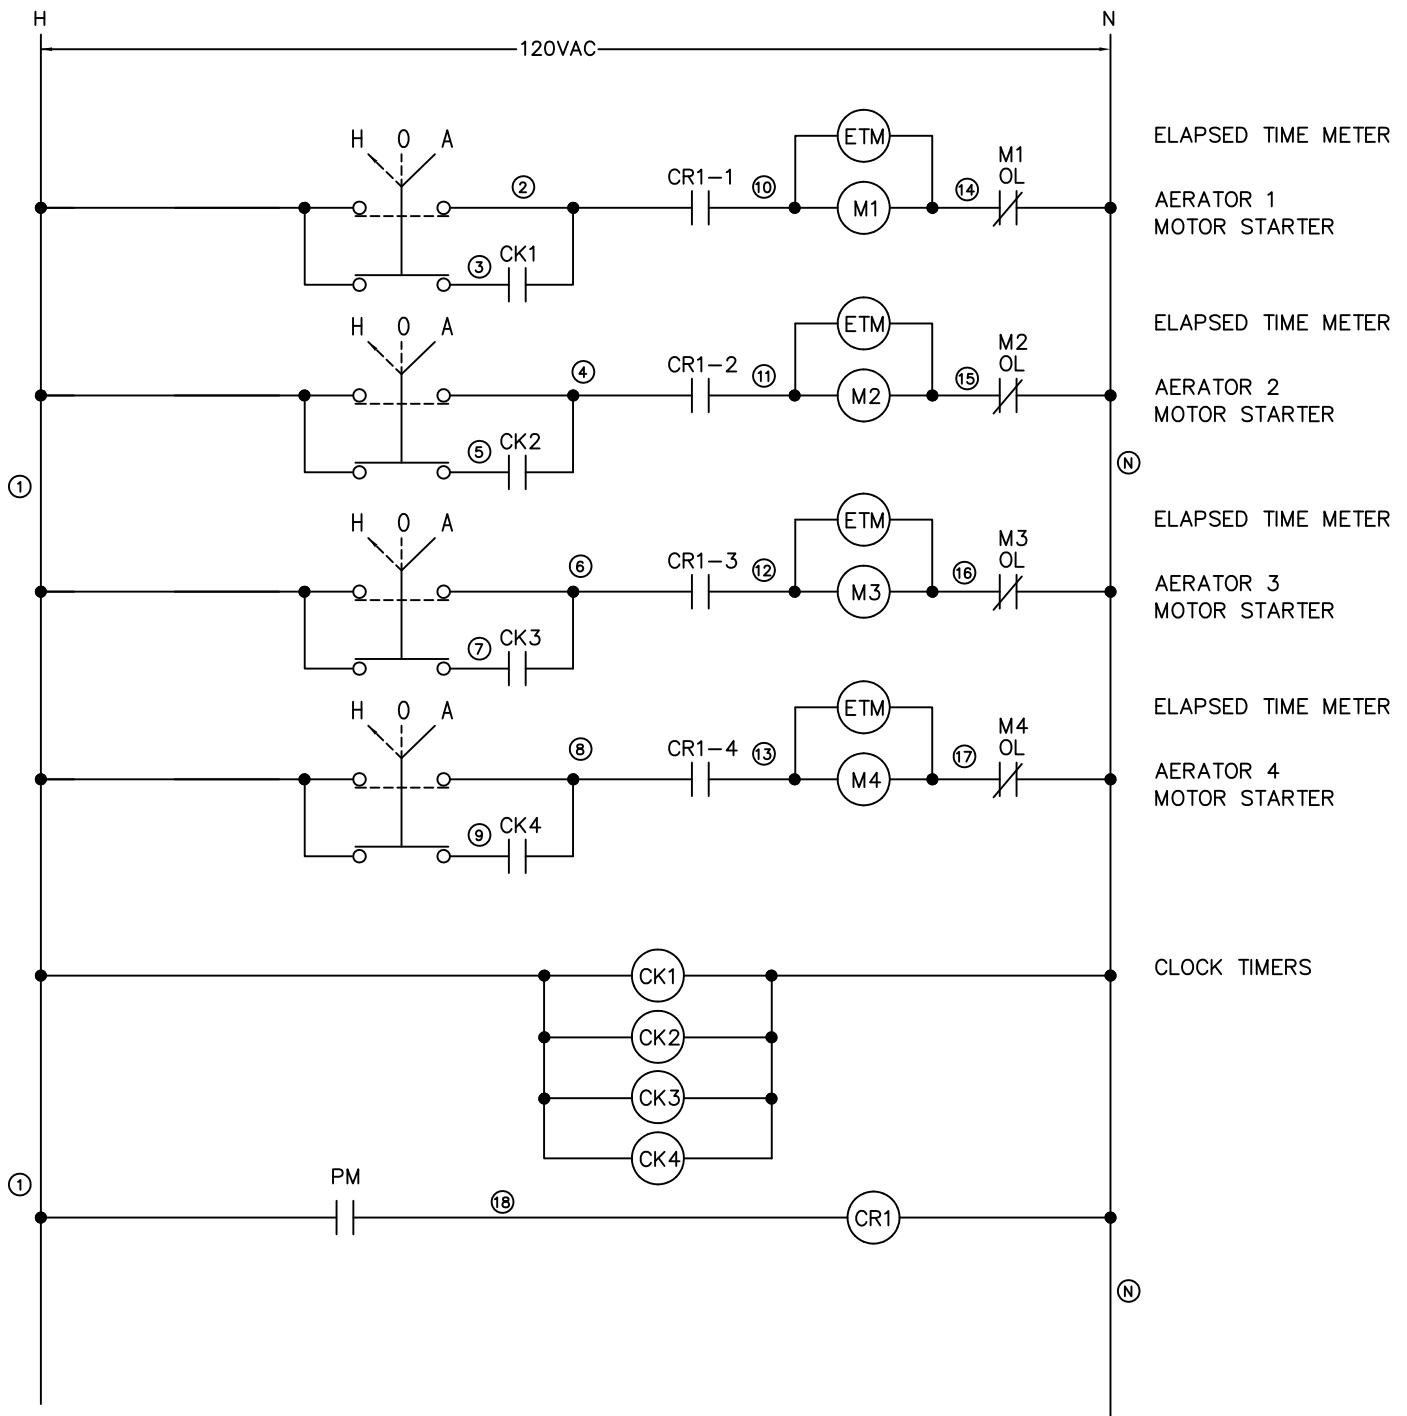 H N
120VAC
H O A
2
CR1-1
10
ETM
M1
14
M1
OL
ELAPSED TIME METER
AERATOR 1
MOTOR STARTER
3
CK1
H O A
4
CR1-2
11
ETM
M2
15
M2
OL
ELAPSED TIME METER
AERATOR 2
MOTOR STARTER
5
CK2
1
N
H O A
6
CR1-3
12
ETM
M3
16
M3
OL
ELAPSED TIME METER
AERATOR 3
MOTOR STARTER
7
CK3
H O A
8
CR1-4
13
ETM
M4
17
M4
OL
ELAPSED TIME METER
AERATOR 4
MOTOR STARTER
9
CK4
CK1
CLOCK TIMERS
CK2
CK3
CK4
1
PM
18
CR1
N